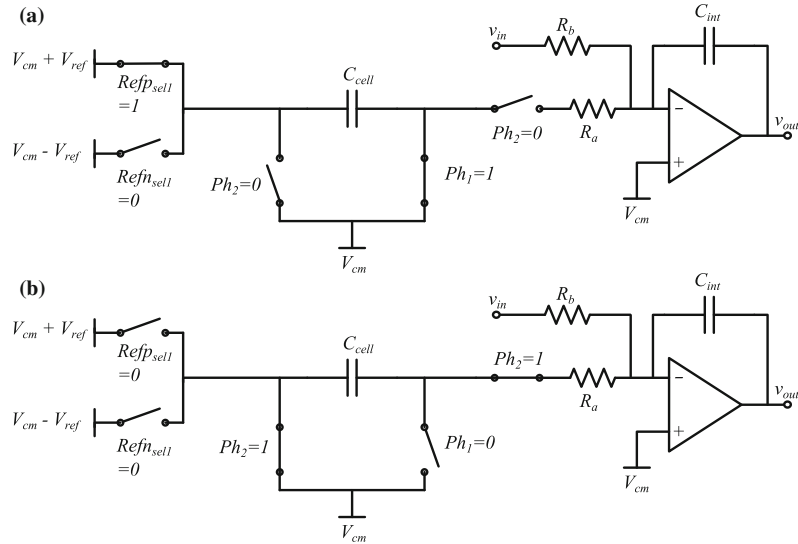 (a)
V_cm + V_ref
Refp_sel1
=1
V_cm - V_ref
Refn_sel1
=0
C_cell
Ph_2=0
Ph_1=1
V_cm
v_in
R_b
Ph_2=0
R_a
C_int
−
+
V_cm
v_out
(b)
V_cm + V_ref
Refp_sel1
=0
V_cm - V_ref
Refn_sel1
=0
C_cell
Ph_2=1
Ph_1=0
V_cm
v_in
R_b
Ph_2=1
R_a
C_int
−
+
V_cm
v_out